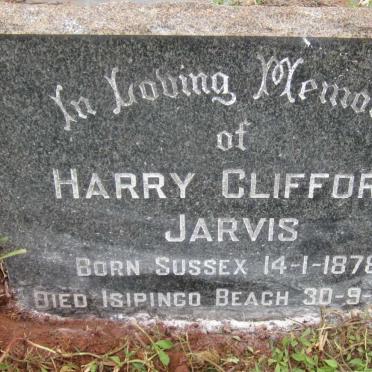 In Loving Memo
of
HARRY CLIFFOR
JARVIS
BORN SUSSEX 14-1-1878
DIED ISIPINGO BEACH 30-9-